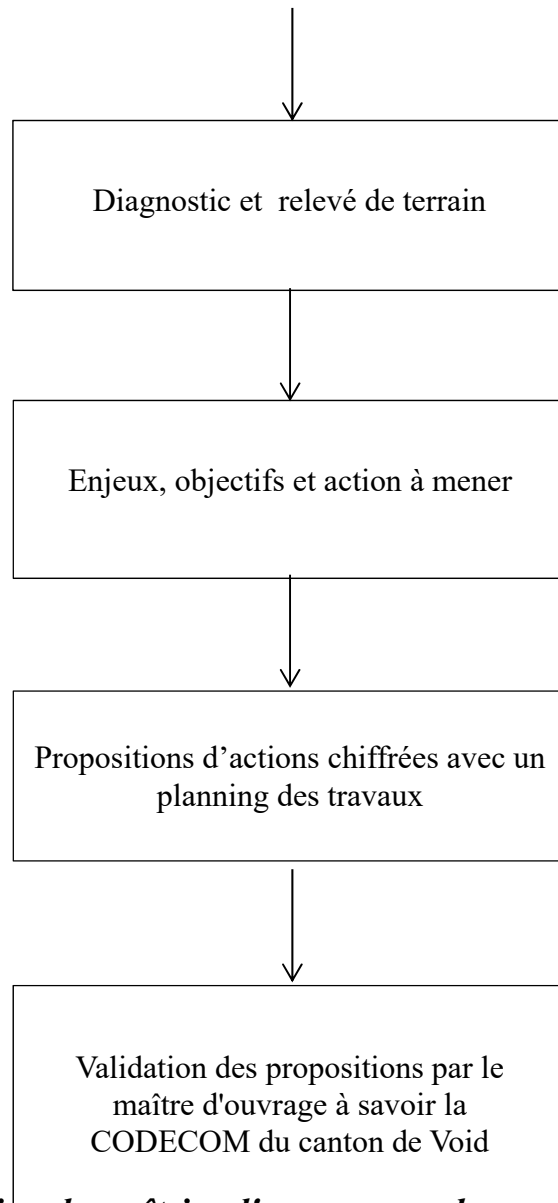 Diagnostic et relevé de terrain
Enjeux, objectifs et action à mener
Propositions d’actions chiffrées avec un
planning des travaux
Validation des propositions par le
maître d'ouvrage à savoir la
CODECOM du canton de Void